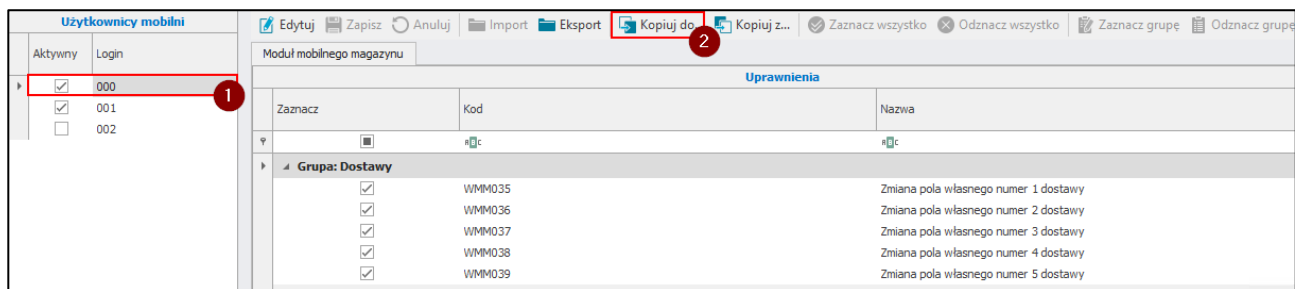 Użytkownicy mobilni
Edytuj Zapisz Anuluj Import Eksport Kopiuj do... Kopiuj z... Zaznacz wszystko Odznacz wszystko Zaznacz grupę Odznacz grupę
2
Aktywny Login
Moduł mobilnego magazynu
Uprawnienia
000
1
001
002
Zaznacz Kod Nazwa
Grupa: Dostawy
WMM035 Zmiana pola własnego numer 1 dostawy
WMM036 Zmiana pola własnego numer 2 dostawy
WMM037 Zmiana pola własnego numer 3 dostawy
WMM038 Zmiana pola własnego numer 4 dostawy
WMM039 Zmiana pola własnego numer 5 dostawy